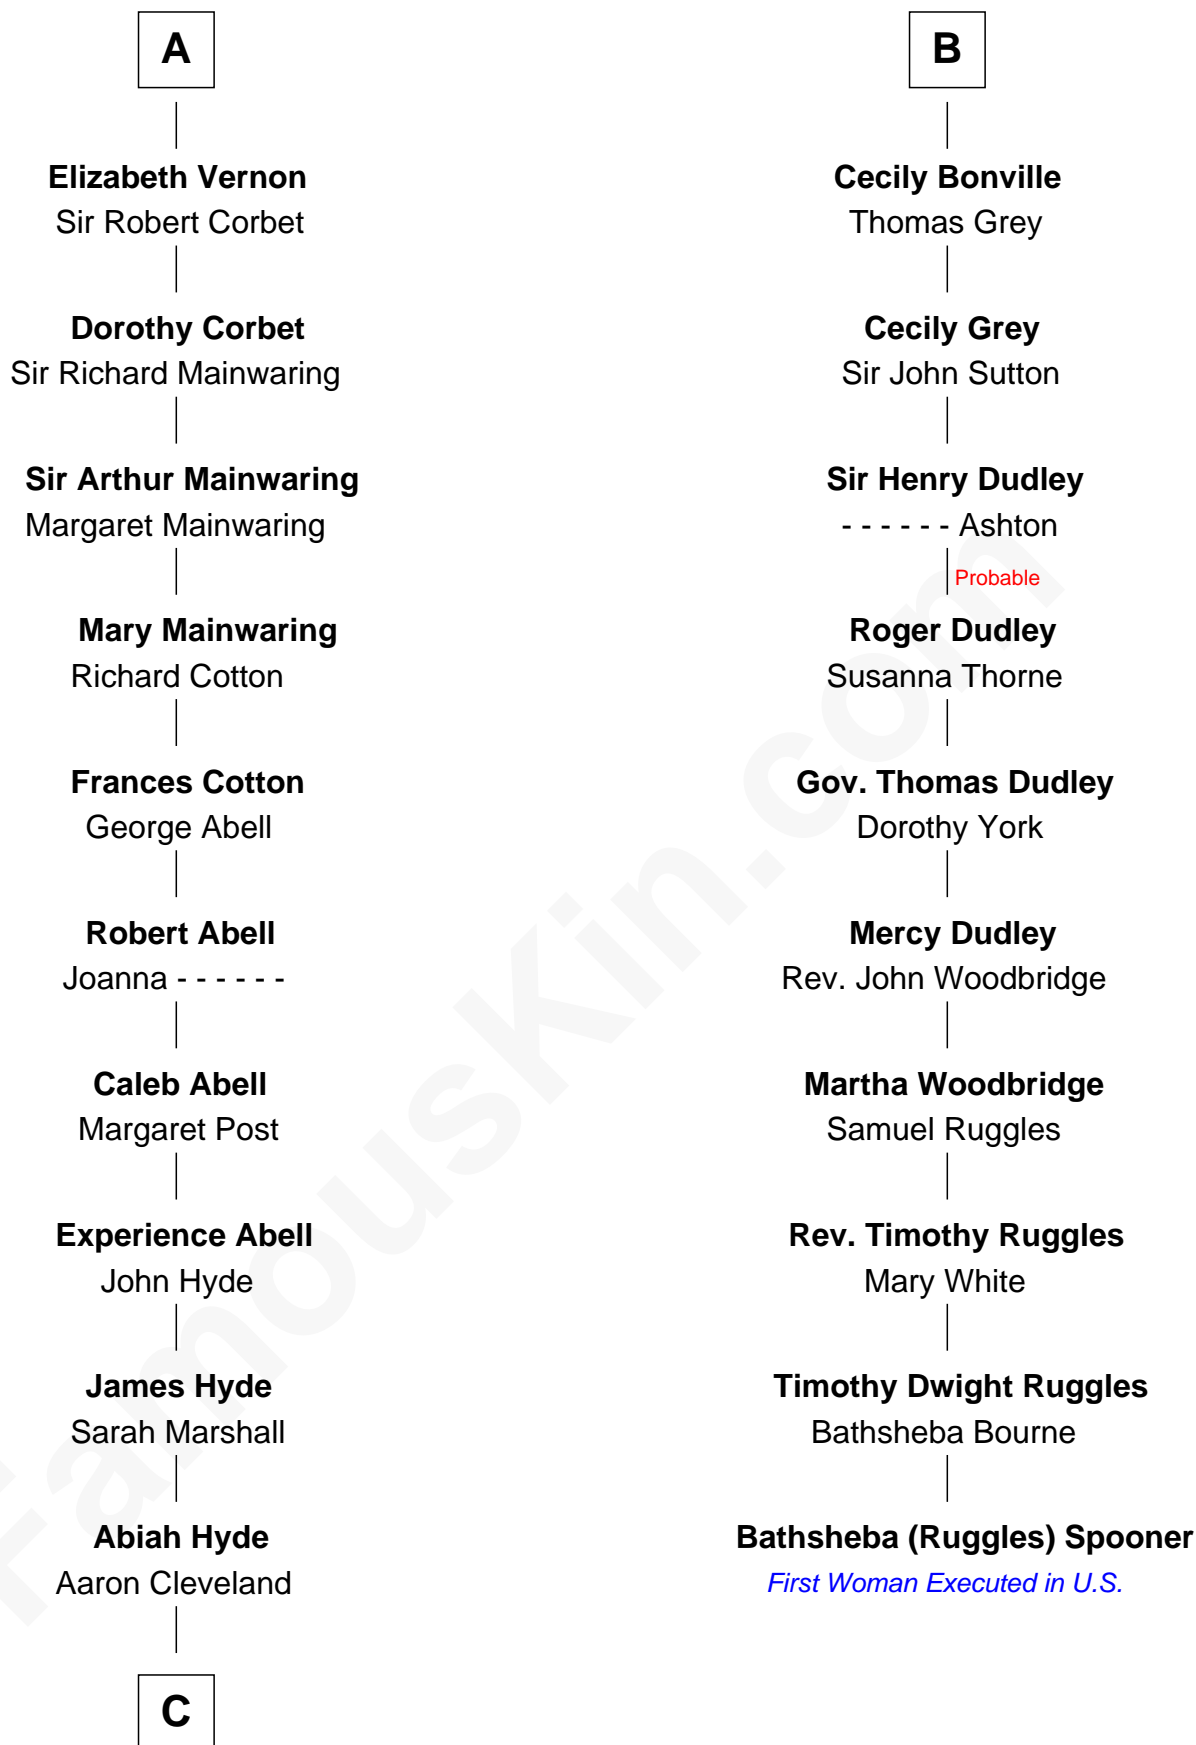 A
Elizabeth Vernon
Sir Robert Corbet
Dorothy Corbet
Sir Richard Mainwaring
Sir Arthur Mainwaring
Margaret Mainwaring
Mary Mainwaring
Richard Cotton
Frances Cotton
George Abell
Robert Abell
Joanna - - - - - -
Caleb Abell
Margaret Post
Experience Abell
John Hyde
James Hyde
Sarah Marshall
Abiah Hyde
Aaron Cleveland
C
B
Cecily Bonville
Thomas Grey
Cecily Grey
Sir John Sutton
Sir Henry Dudley
- - - - - - Ashton
Probable
Roger Dudley
Susanna Thorne
Gov. Thomas Dudley
Dorothy York
Mercy Dudley
Rev. John Woodbridge
Martha Woodbridge
Samuel Ruggles
Rev. Timothy Ruggles
Mary White
Timothy Dwight Ruggles
Bathsheba Bourne
Bathsheba (Ruggles) Spooner
First Woman Executed in U.S.
FamousKin.com